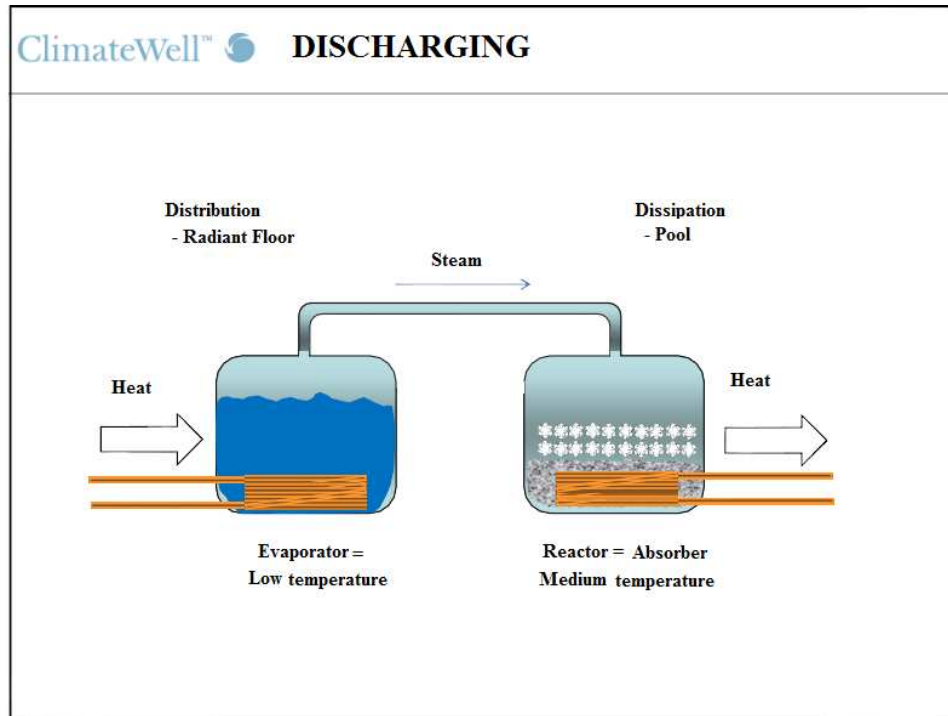 ClimateWell™ DISCHARGING
Distribution
- Radiant Floor
Dissipation
- Pool
Steam
Heat
Heat
Evaporator =
Low temperature
Reactor = Absorber
Medium temperature